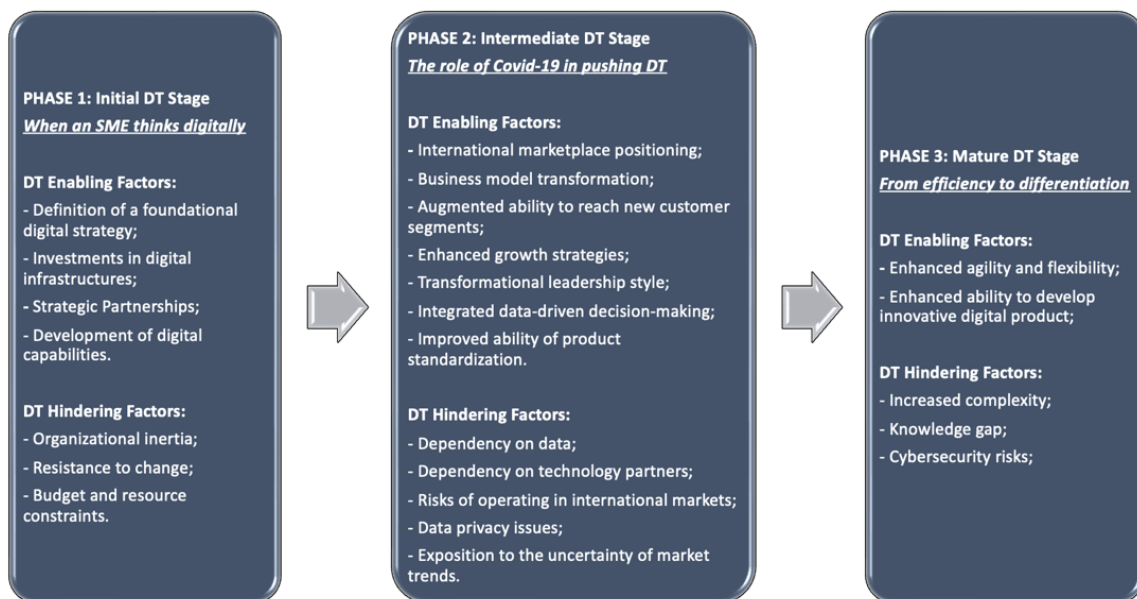 PHASE 1: Initial DT Stage
When an SME thinks digitally
DT Enabling Factors:
- Definition of a foundational
digital strategy;
- Investments in digital
infrastructures;
- Strategic Partnerships;
- Development of digital
capabilities.
DT Hindering Factors:
- Organizational inertia;
- Resistance to change;
- Budget and resource
constraints.
PHASE 2: Intermediate DT Stage
The role of Covid-19 in pushing DT
DT Enabling Factors:
- International marketplace positioning;
- Business model transformation;
- Augmented ability to reach new customer
segments;
- Enhanced growth strategies;
- Transformational leadership style;
- Integrated data-driven decision-making;
- Improved ability of product
standardization.
DT Hindering Factors:
- Dependency on data;
- Dependency on technology partners;
- Risks of operating in international markets;
- Data privacy issues;
- Exposition to the uncertainty of market
trends.
PHASE 3: Mature DT Stage
From efficiency to differentiation
DT Enabling Factors:
- Enhanced agility and flexibility;
- Enhanced ability to develop
innovative digital product;
DT Hindering Factors:
- Increased complexity;
- Knowledge gap;
- Cybersecurity risks;